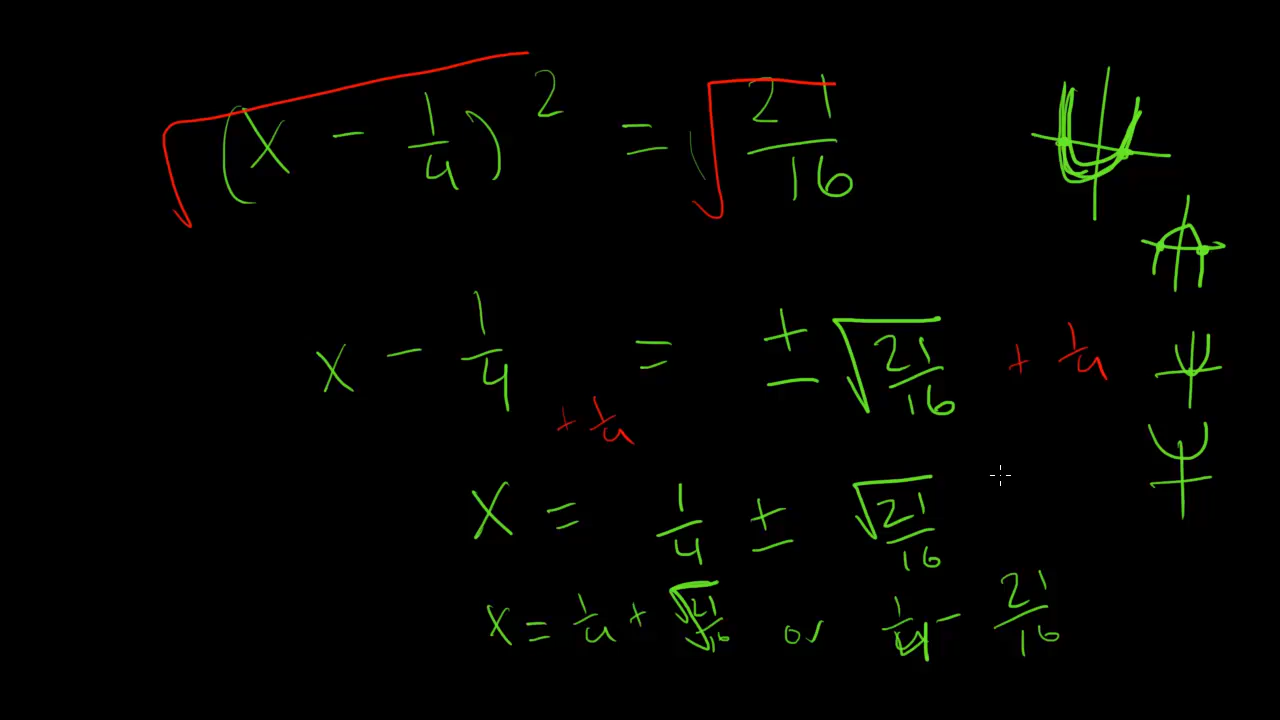 √(x - 1/4)² = √21/16
x - 1/4 = ± √21/16 + 1/4
+ 1/4
x = 1/4 ± √21/16
x = 1/4 + √21/16 or 1/4 - 21/16